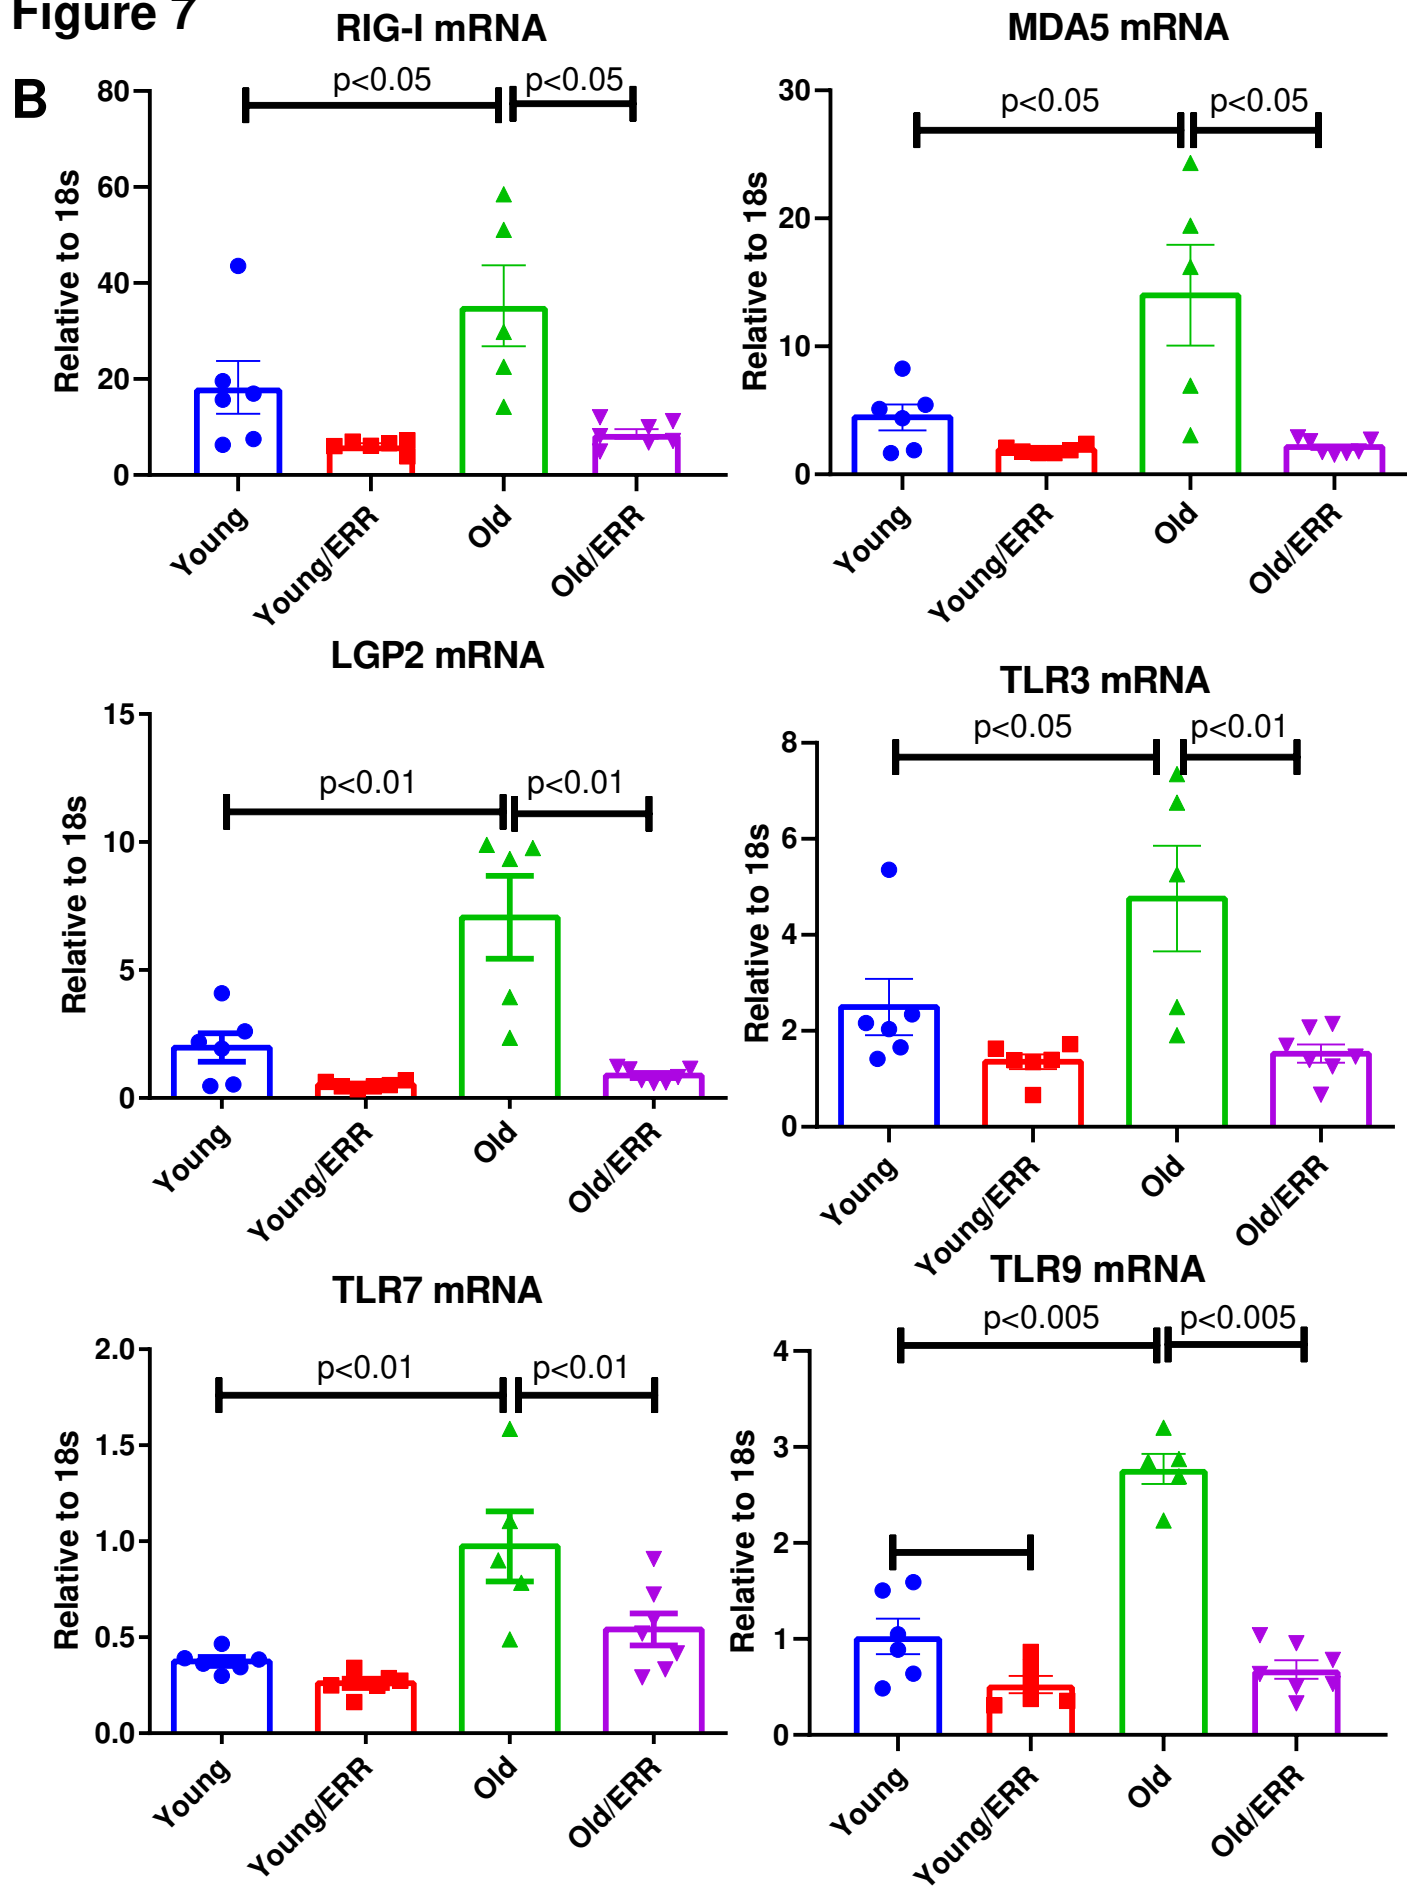 Figure 7
B
RIG-I mRNA
p<0.05
p<0.05
Relative to 18s
80
60
40
20
0
Young
Young/ERR
Old
Old/ERR
MDA5 mRNA
p<0.05
p<0.05
Relative to 18s
30
20
10
0
Young
Young/ERR
Old
Old/ERR
LGP2 mRNA
p<0.01
p<0.01
Relative to 18s
15
10
5
0
Young
Young/ERR
Old
Old/ERR
TLR3 mRNA
p<0.05
p<0.01
Relative to 18s
8
6
4
2
0
Young
Young/ERR
Old
Old/ERR
TLR7 mRNA
p<0.01
p<0.01
Relative to 18s
2.0
1.5
1.0
0.5
0.0
Young
Young/ERR
Old
Old/ERR
TLR9 mRNA
p<0.005
p<0.005
Relative to 18s
4
3
2
1
0
Young
Young/ERR
Old
Old/ERR